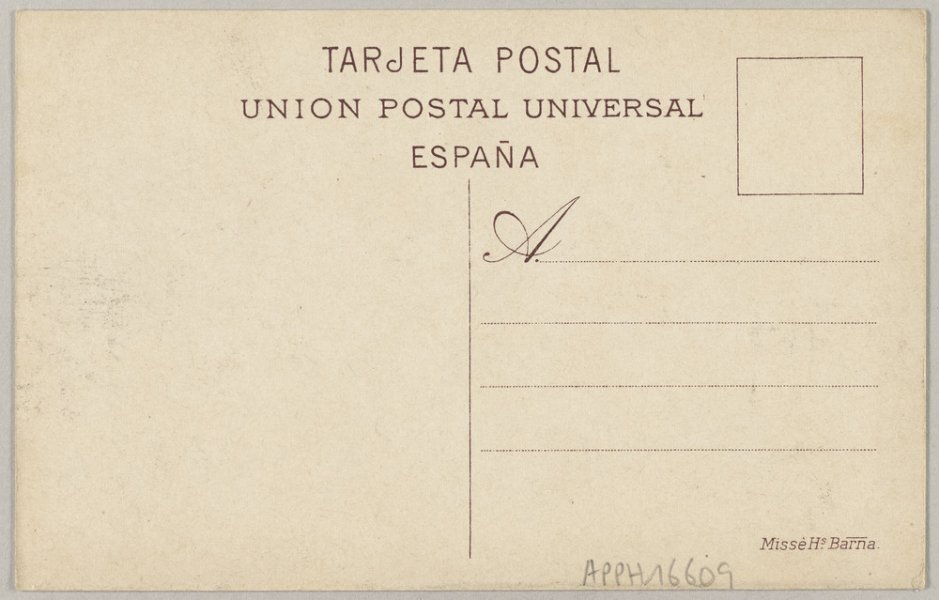 TARJETA POSTAL
UNION POSTAL UNIVERSAL
ESPAÑA
A.
Missé Hs Barna.
APPH16609